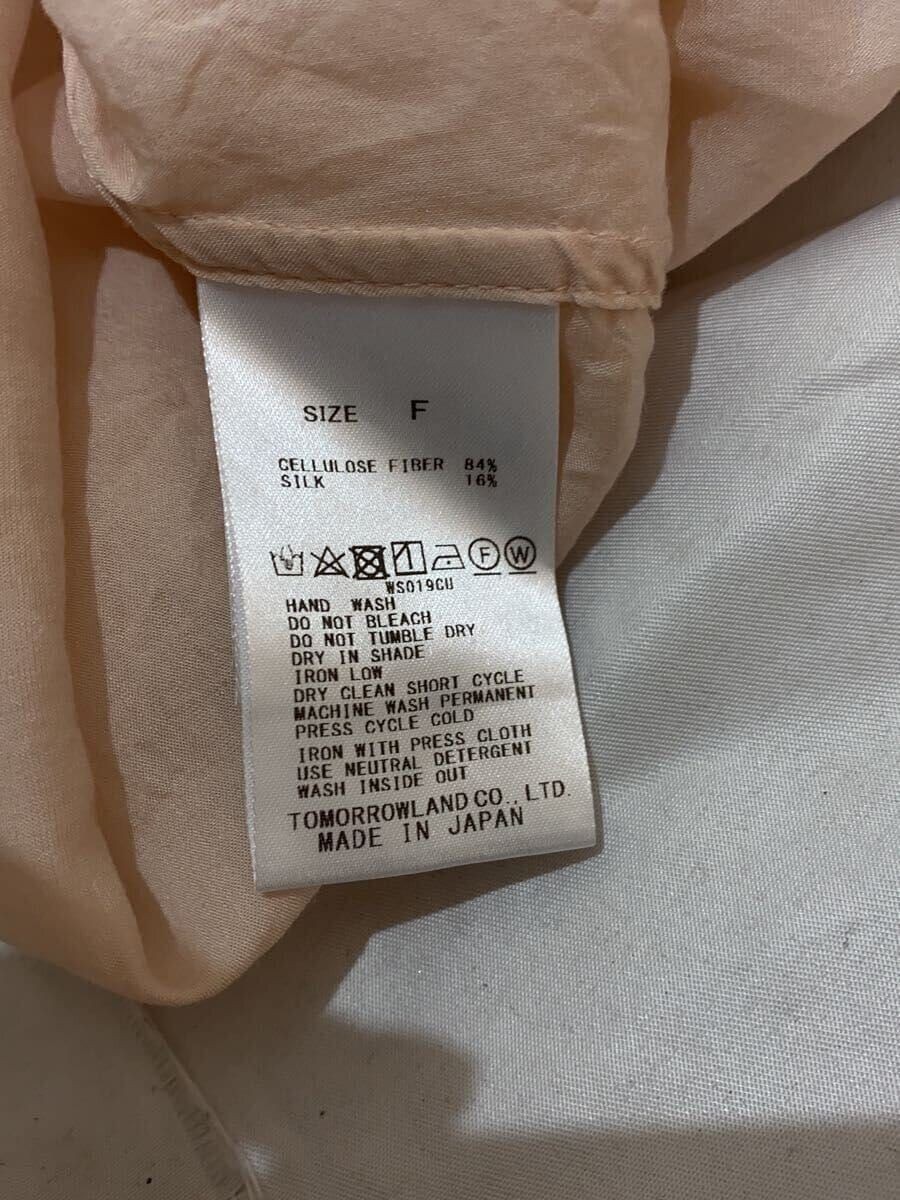 SIZE F
CELLULOSE FIBER 84%
SILK 16%
F W
WS019CU
HAND WASH
DO NOT BLEACH
DO NOT TUMBLE DRY
DRY IN SHADE
IRON LOW
DRY CLEAN SHORT CYCLE
MACHINE WASH PERMANENT
PRESS CYCLE COLD
IRON WITH PRESS CLOTH
USE NEUTRAL DETERGENT
WASH INSIDE OUT
TOMORROWLAND CO., LTD.
MADE IN JAPAN